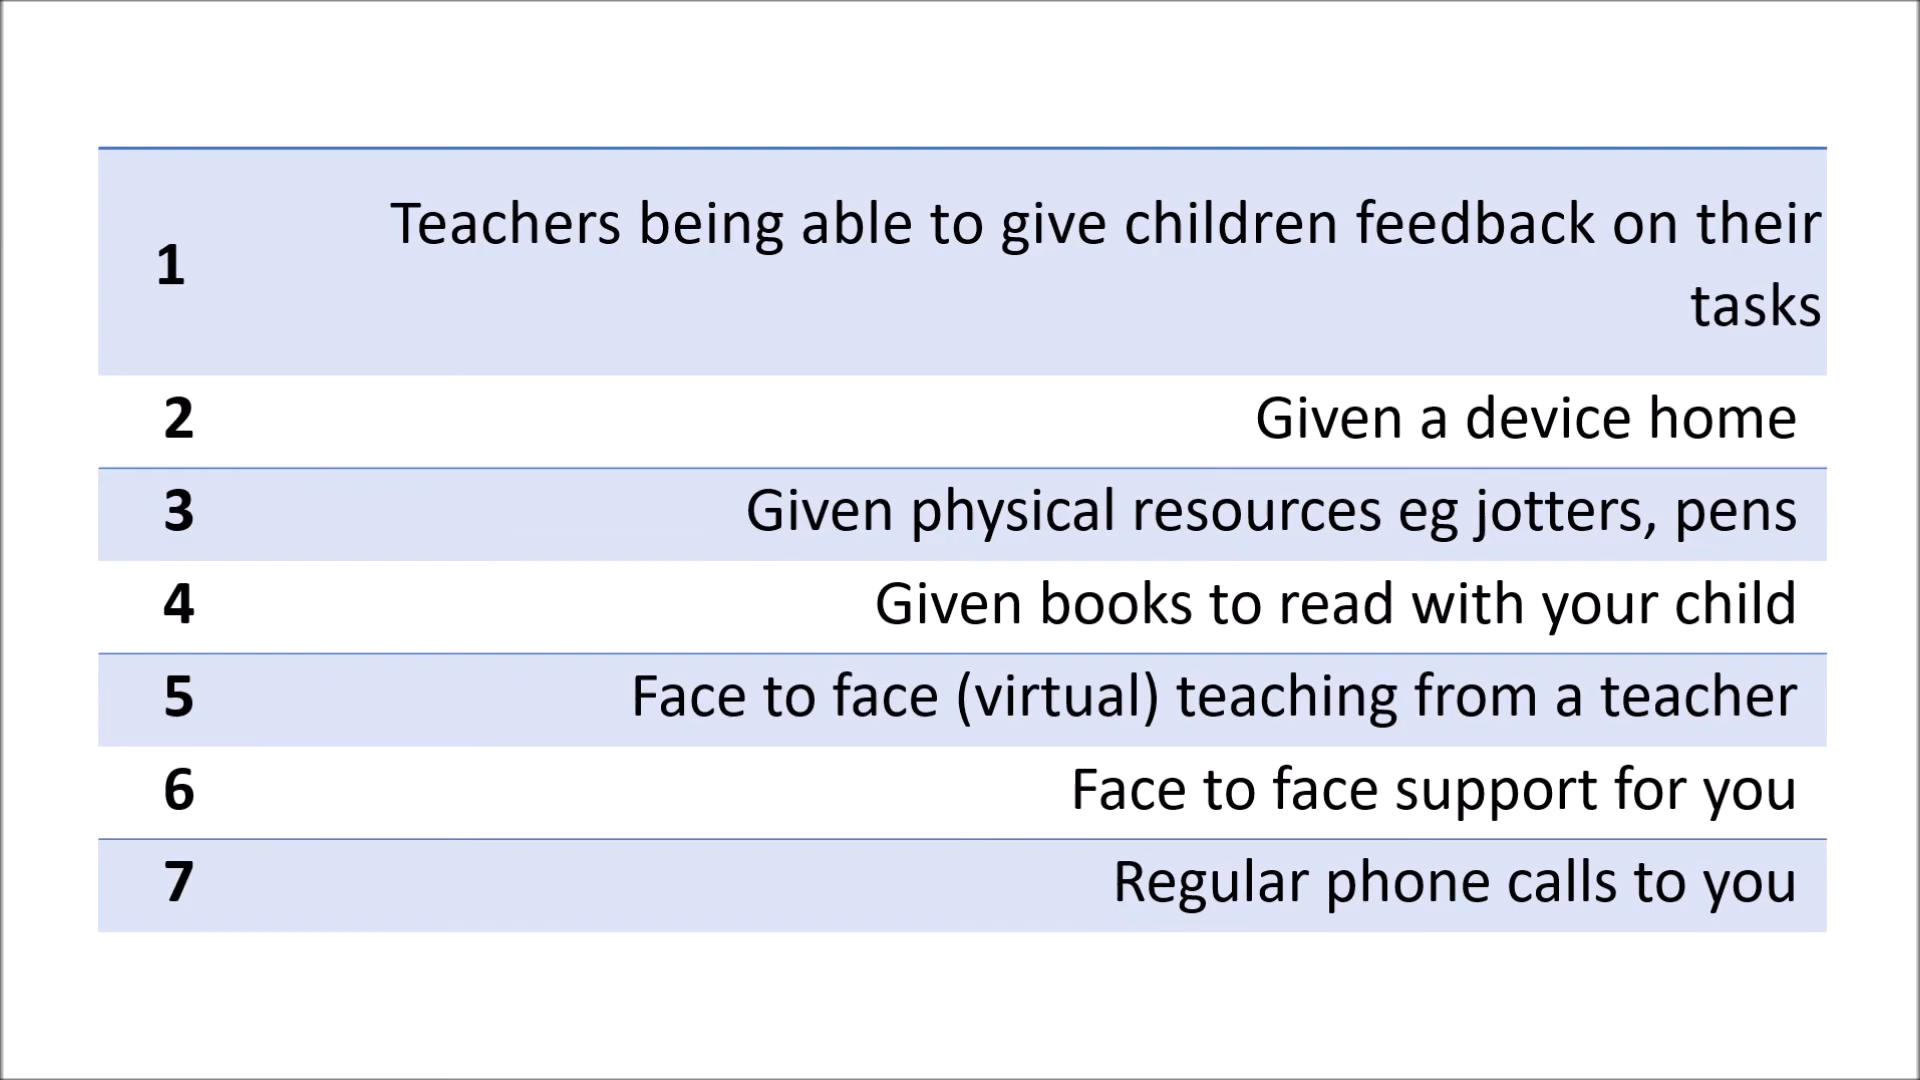 1 Teachers being able to give children feedback on their
tasks
2 Given a device home
3 Given physical resources eg jotters, pens
4 Given books to read with your child
5 Face to face (virtual) teaching from a teacher
6 Face to face support for you
7 Regular phone calls to you